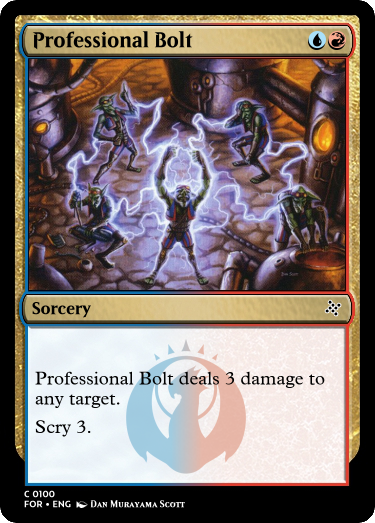 Professional Bolt
Sorcery
Professional Bolt deals 3 damage to
any target.
Scry 3.
C 0100
FOR • ENG Dan Murayama Scott